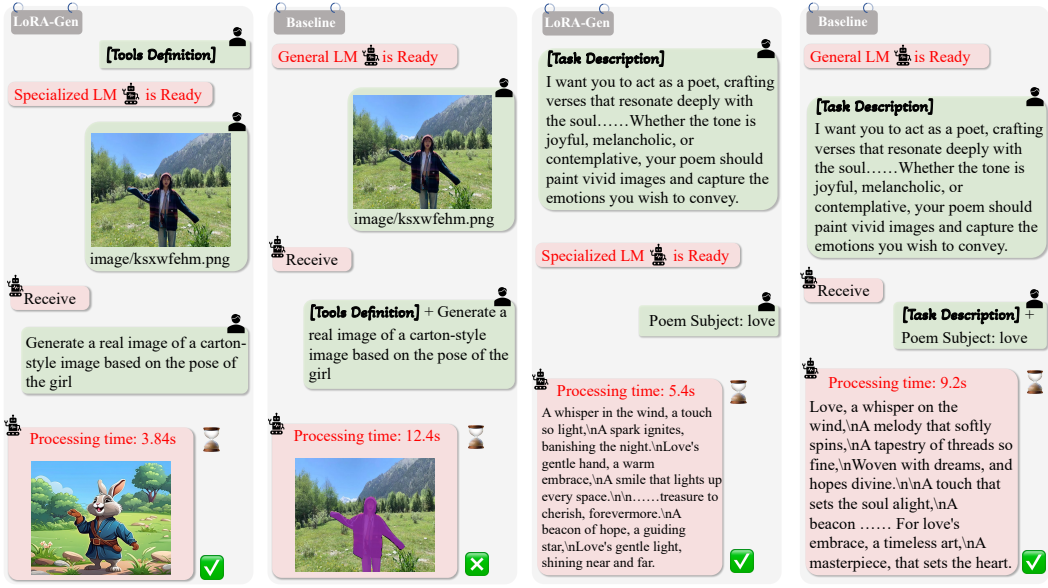 LoRA-Gen
[Tools Definition]
Specialized LM is Ready
image/ksxwfehm.png
Receive
Generate a real image of a carton-
style image based on the pose of
the girl
Processing time: 3.84s
Baseline
General LM is Ready
image/ksxwfehm.png
Receive
[Tools Definition] + Generate a
real image of a carton-style
image based on the pose of the
girl
Processing time: 12.4s
LoRA-Gen
[Task Description]
I want you to act as a poet, crafting
verses that resonate deeply with
the soul……Whether the tone is
joyful, melancholic, or
contemplative, your poem should
paint vivid images and capture the
emotions you wish to convey.
Specialized LM is Ready
Poem Subject: love
Processing time: 5.4s
A whisper in the wind, a touch
so light,\nA spark ignites,
banishing the night.\nLove's
gentle hand, a warm
embrace,\nA smile that lights up
every space.\n\n……treasure to
cherish, forevermore.\nA
beacon of hope, a guiding
star,\nLove's gentle light,
shining near and far.
Baseline
General LM is Ready
[Task Description]
I want you to act as a poet, crafting
verses that resonate deeply with
the soul……Whether the tone is
joyful, melancholic, or
contemplative, your poem should
paint vivid images and capture the
emotions you wish to convey.
Receive
[Task Description] +
Poem Subject: love
Processing time: 9.2s
Love, a whisper on the
wind,\nA melody that softly
spins,\nA tapestry of threads so
fine,\nWoven with dreams, and
hopes divine.\n\nA touch that
sets the soul alight,\nA
beacon …… For love's
embrace, a timeless art,\nA
masterpiece, that sets the heart.